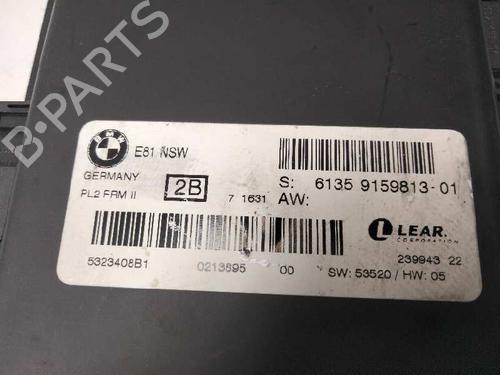 BMW
E81 NSW
GERMANY
PL2 FRM II
2B
7 1631
S: 6135 9159813-01
AW:
LEAR.
CORPORATION
5323408B1
0213895 00
239943 22
SW: 53520 / HW: 05
B-PARTS